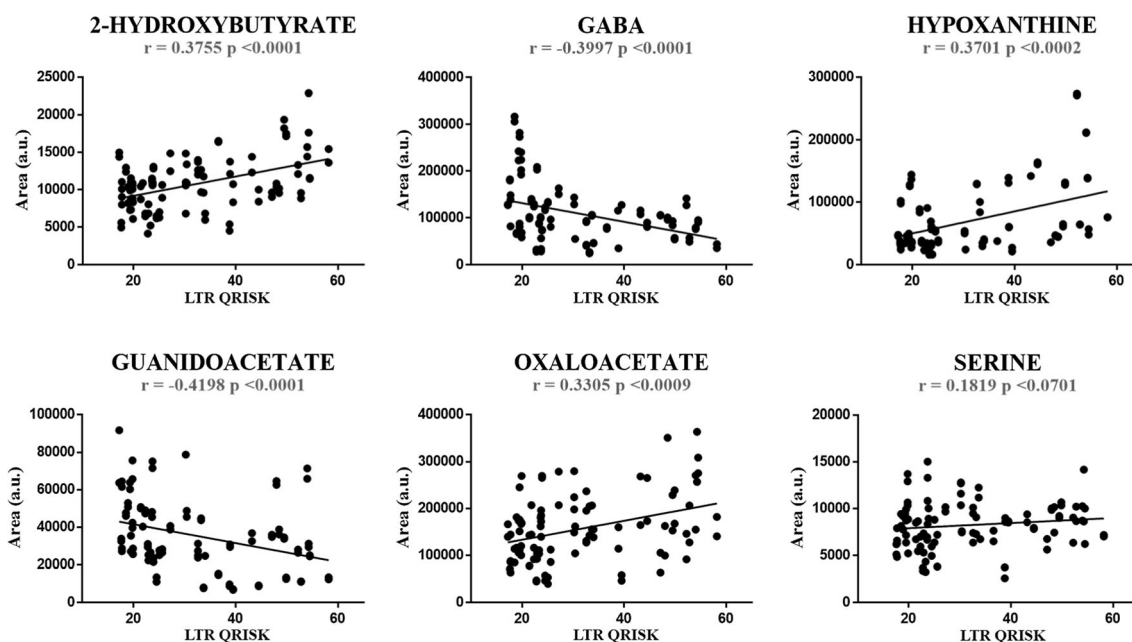 2-HYDROXYBUTYRATE
r = 0.3755 p <0.0001
Area (a.u.)
25000
20000
15000
10000
5000
0
20
40
60
LTR QRISK
GABA
r = -0.3997 p <0.0001
Area (a.u.)
400000
300000
200000
100000
0
20
40
60
LTR QRISK
HYPOXANTHINE
r = 0.3701 p <0.0002
Area (a.u.)
300000
200000
100000
0
20
40
60
LTR QRISK
GUANIDOACETATE
r = -0.4198 p <0.0001
Area (a.u.)
100000
80000
60000
40000
20000
0
20
40
60
LTR QRISK
OXALOACETATE
r = 0.3305 p <0.0009
Area (a.u.)
400000
300000
200000
100000
0
20
40
60
LTR QRISK
SERINE
r = 0.1819 p <0.0701
Area (a.u.)
20000
15000
10000
5000
0
20
40
60
LTR QRISK